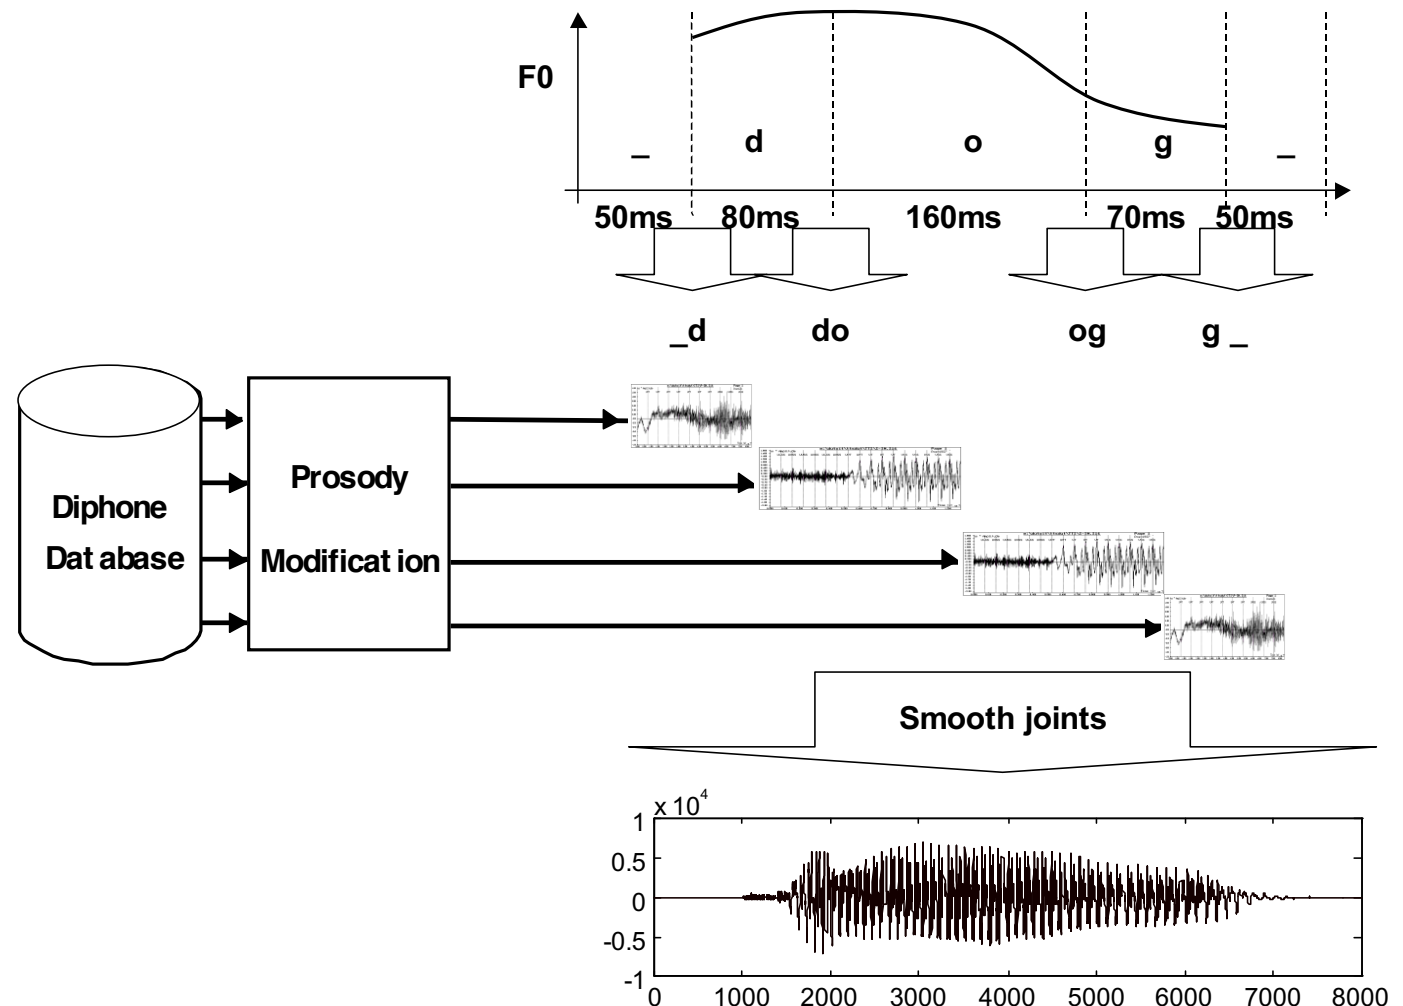 F0
_ d o g _
50ms 80ms 160ms 70ms 50ms
_d do og g _
Diphone
Dat abase
Prosody
Modificat ion
Smooth joints
x 10^4
1
0.5
0
-0.5
-1
0 1000 2000 3000 4000 5000 6000 7000 8000